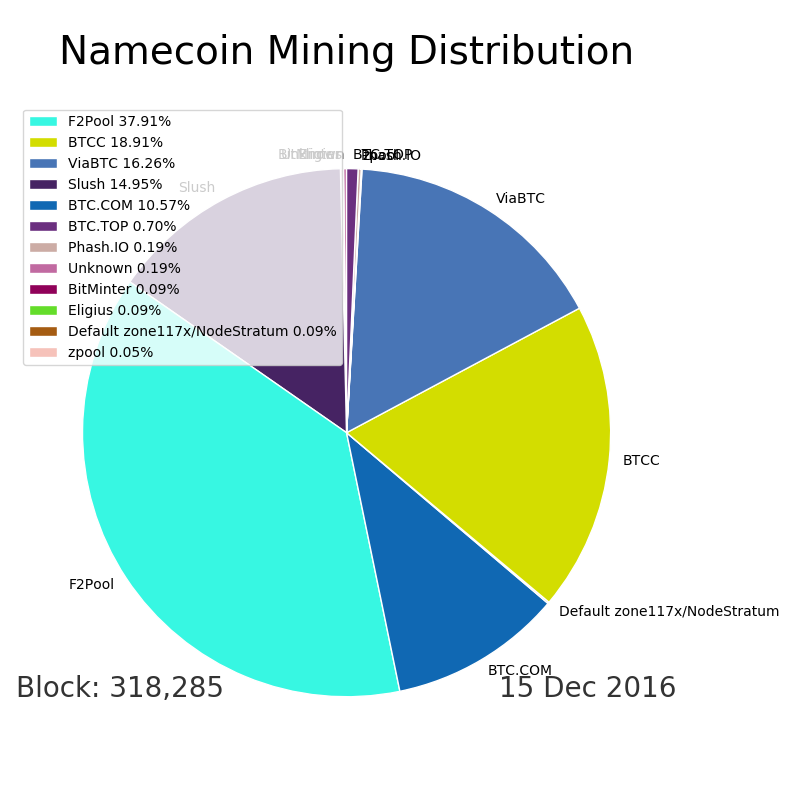 Namecoin Mining Distribution
F2Pool 37.91%
BTCC 18.91%
ViaBTC 16.26%
Slush 14.95%
BTC.COM 10.57%
BTC.TOP 0.70%
Phash.IO 0.19%
Unknown 0.19%
BitMinter 0.09%
Eligius 0.09%
Default zone117x/NodeStratum 0.09%
zpool 0.05%
BTC.TOP
Slush
ViaBTC
BTCC
F2Pool
Default zone117x/NodeStratum
BTC.COM
Block: 318,285
15 Dec 2016